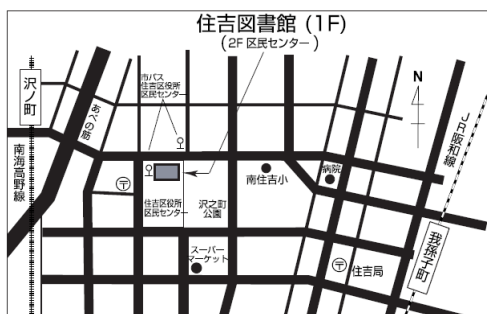 住吉図書館 (1F)
(2F 区民センター)
沢ノ町
市バス
住吉区役所
区民センター
あべの筋
N
JR阪和線
南海高野線
〒
住吉区役所
区民センター
沢之町
公園
南住吉小
病院
我孫子町
スーパー
マーケット
〒
住吉局